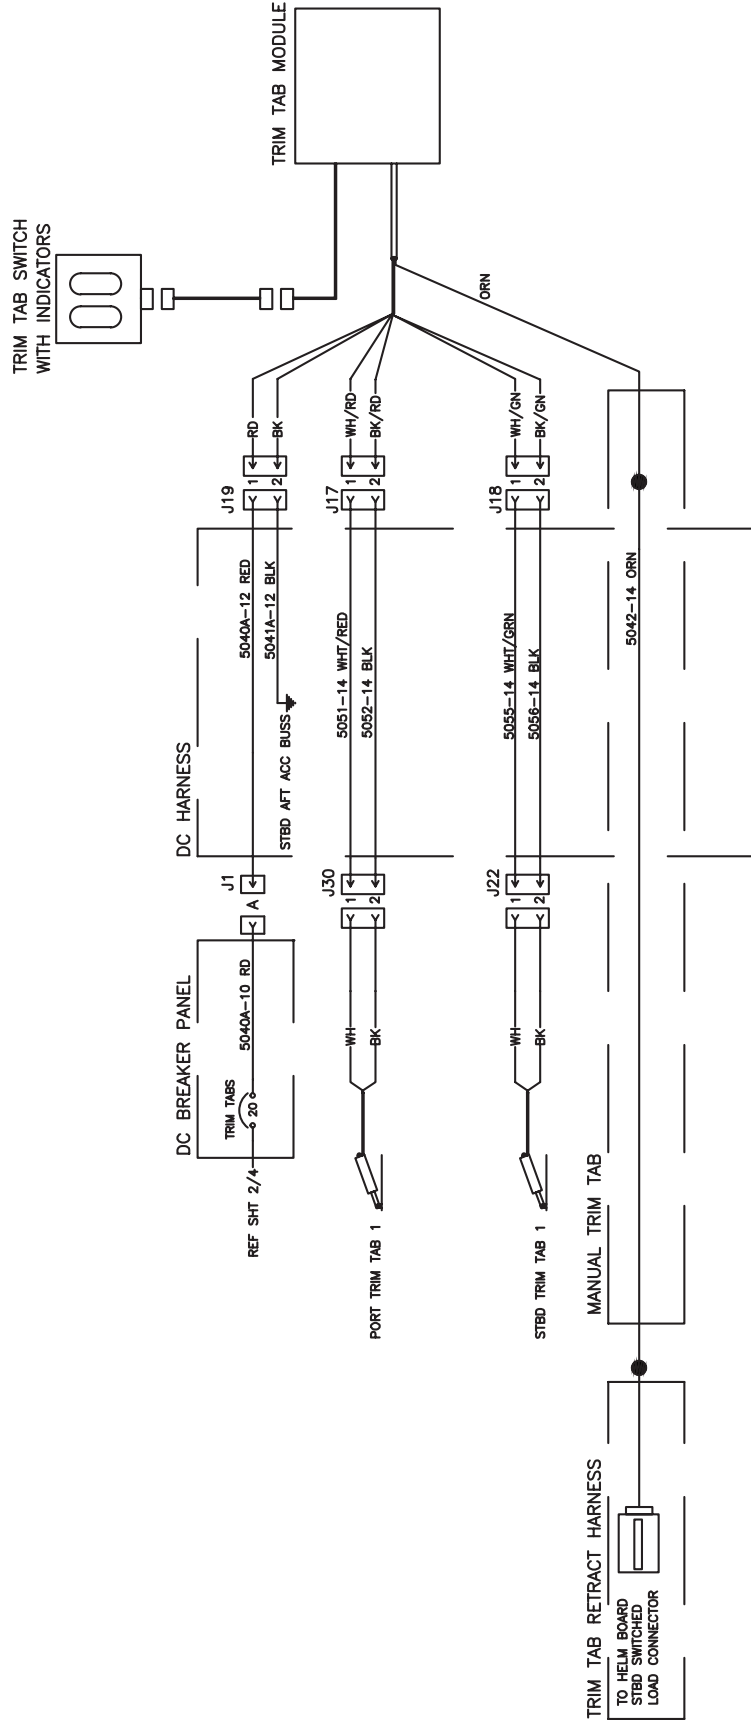 TRIM TAB SWITCH
WITH INDICATORS
TRIM TAB MODULE
RD
BK
WH/RD
BK/RD
WH/GN
BK/GN
ORN
J19
1
2
J17
1
2
J18
1
2
DC HARNESS
5040A-12 RED
5041A-12 BLK
STBD AFT ACC BUSS
5051-14 WHT/RED
5052-14 BLK
5055-14 WHT/GRN
5056-14 BLK
5042-14 ORN
J1
A
J30
1
2
J22
1
2
DC BREAKER PANEL
5040A-10 RD
TRIM TABS
20
REF SHT 2/4
WH
BK
PORT TRIM TAB 1
WH
BK
STBD TRIM TAB 1
MANUAL TRIM TAB
TRIM TAB RETRACT HARNESS
TO HELM BOARD
STBD SWITCHED
LOAD CONNECTOR